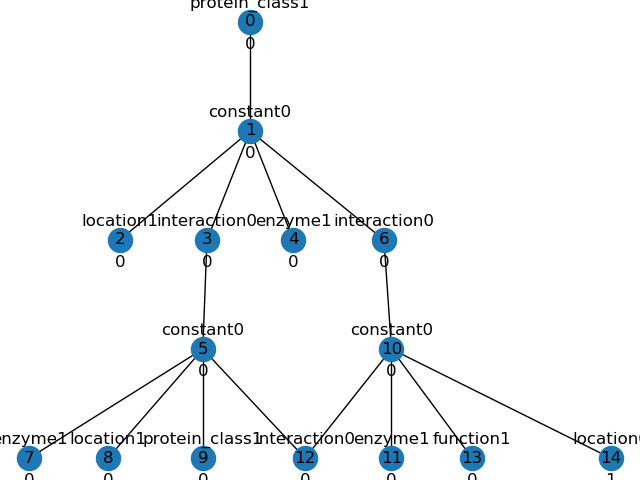 protein_class1
0
0
constant0
1
0
location1 interaction0 enzyme1 interaction0
2 3 4 6
0 0 0 0
constant0 constant0
5 10
0 0
enzyme1 location1 protein_class1 interaction0 enzyme1 function1
7 8 9 12 11 13 14
0 0 0 0 0 0 1